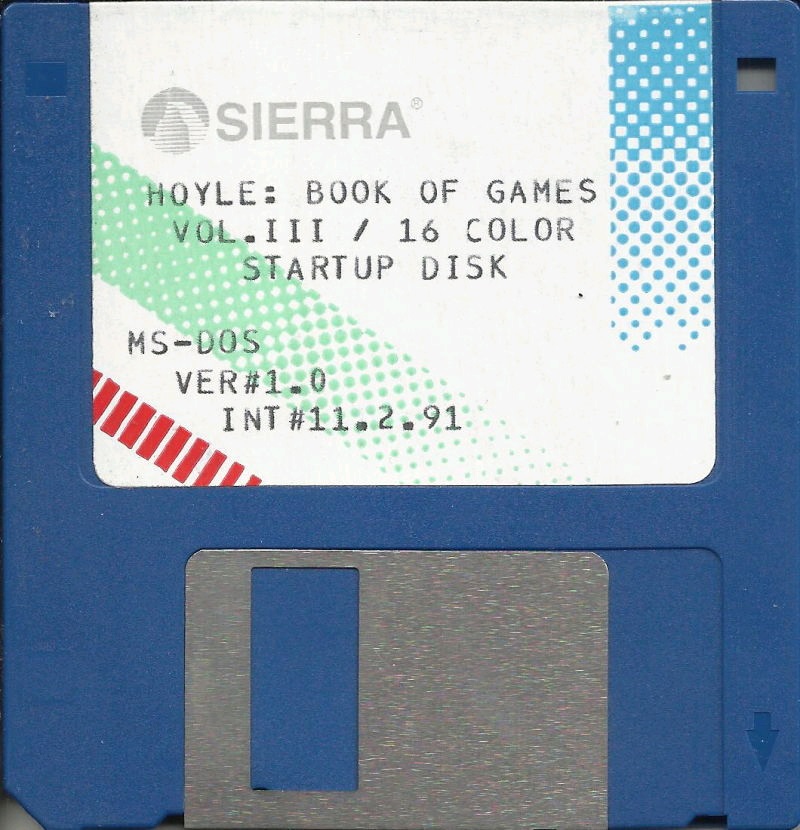 SIERRA®
HOYLE: BOOK OF GAMES
VOL.III / 16 COLOR
STARTUP DISK
MS-DOS
VER#1.0
INT#11.2.91